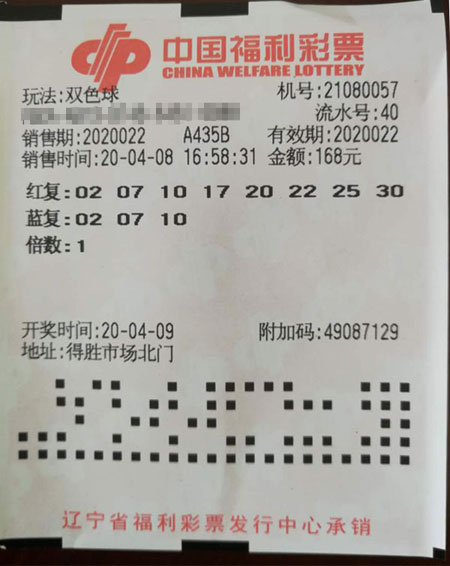 中国福利彩票
CHINA WELFARE LOTTERY
玩法:双色球 机号:21080057
流水号:40
销售期:2020022 A435B 有效期:2020022
销售时间:20-04-08 16:58:31 金额:168元
红复:02 07 10 17 20 22 25 30
蓝复:02 07 10
倍数:1
开奖时间:20-04-09 附加码:49087129
地址:得胜市场北门
辽宁省福利彩票发行中心承销